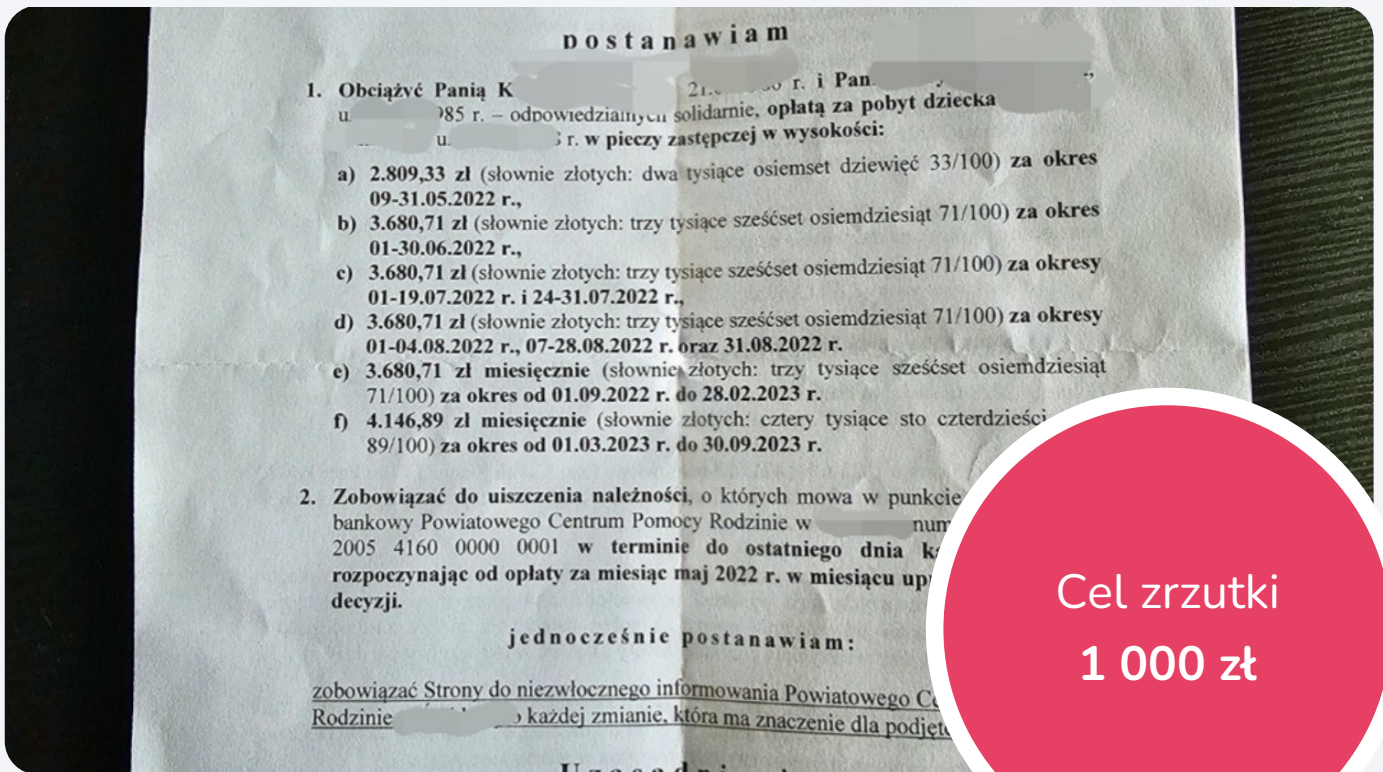 postanawiam
1. Obciążyć Panią K r. i Pan
u. 985 r. – odpowiedzialnych solidarnie, opłatą za pobyt dziecka
u. r. w pieczy zastępczej w wysokości:
a) 2.809,33 zł (słownie złotych: dwa tysiące osiemset dziewięć 33/100) za okres
09-31.05.2022 r.,
b) 3.680,71 zł (słownie złotych: trzy tysiące sześćset osiemdziesiąt 71/100) za okres
01-30.06.2022 r.,
c) 3.680,71 zł (słownie złotych: trzy tysiące sześćset osiemdziesiąt 71/100) za okresy
01-19.07.2022 r. i 24-31.07.2022 r.,
d) 3.680,71 zł (słownie złotych: trzy tysiące sześćset osiemdziesiąt 71/100) za okresy
01-04.08.2022 r., 07-28.08.2022 r. oraz 31.08.2022 r.
e) 3.680,71 zł miesięcznie (słownie złotych: trzy tysiące sześćset osiemdziesiąt
71/100) za okres od 01.09.2022 r. do 28.02.2023 r.
f) 4.146,89 zł miesięcznie (słownie złotych: cztery tysiące sto czterdzieści
89/100) za okres od 01.03.2023 r. do 30.09.2023 r.
2. Zobowiązać do uiszczenia należności, o których mowa w punkcie
bankowy Powiatowego Centrum Pomocy Rodzinie w num
2005 4160 0000 0001 w terminie do ostatniego dnia
rozpoczynając od opłaty za miesiąc maj 2022 r. w miesiącu up
decyzji.
jednocześnie postanawiam:
zobowiązać Strony do niezwłocznego informowania Powiatowego
Rodzinie o każdej zmianie, która ma znaczenie dla podjęt
Cel zrzutki
1 000 zł